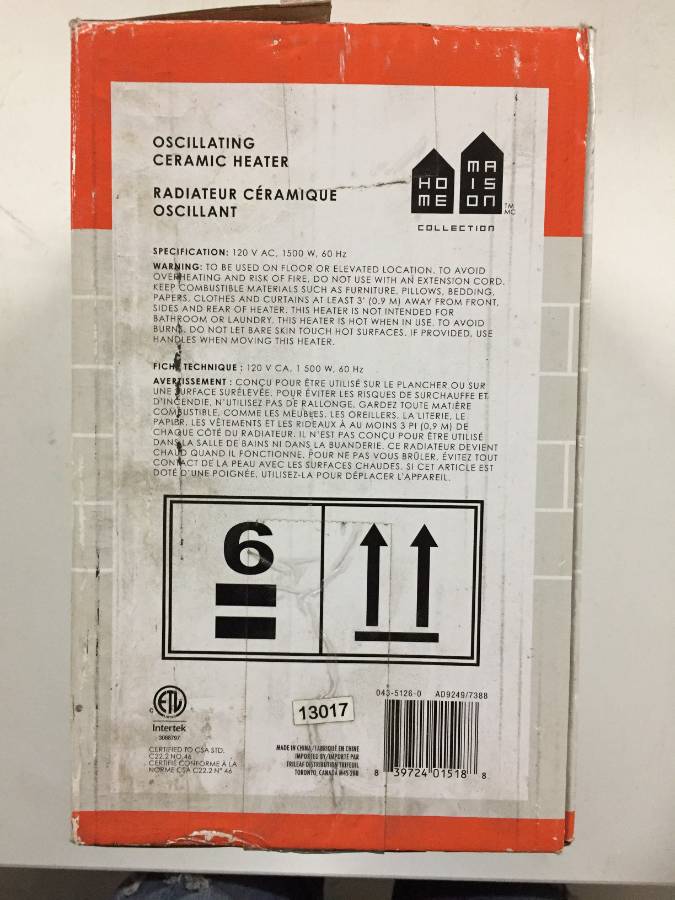 OSCILLATING
CERAMIC HEATER
RADIATEUR CÉRAMIQUE
OSCILLANT
HO
ME
MA
IS
ON
TM
MC
COLLECTION
SPECIFICATION: 120 V AC, 1500 W, 60 Hz
WARNING: TO BE USED ON FLOOR OR ELEVATED LOCATION. TO AVOID
OVERHEATING AND RISK OF FIRE, DO NOT USE WITH AN EXTENSION CORD.
KEEP COMBUSTIBLE MATERIALS SUCH AS FURNITURE, PILLOWS, BEDDING,
PAPERS, CLOTHES AND CURTAINS AT LEAST 3' (0.9 M) AWAY FROM FRONT,
SIDES AND REAR OF HEATER. THIS HEATER IS NOT INTENDED FOR
BATHROOM OR LAUNDRY. THIS HEATER IS HOT WHEN IN USE. TO AVOID
BURNS, DO NOT LET BARE SKIN TOUCH HOT SURFACES. IF PROVIDED, USE
HANDLES WHEN MOVING THIS HEATER.
FICHE TECHNIQUE : 120 V CA, 1 500 W, 60 Hz
AVERTISSEMENT : CONÇU POUR ÊTRE UTILISÉ SUR LE PLANCHER OU SUR
UNE SURFACE SURÉLEVÉE. POUR ÉVITER LES RISQUES DE SURCHAUFFE ET
D'INCENDIE, N'UTILISEZ PAS DE RALLONGE. GARDEZ TOUTE MATIÈRE
COMBUSTIBLE, COMME LES MEUBLES, LES OREILLERS, LA LITERIE, LE
PAPIER, LES VÊTEMENTS ET LES RIDEAUX À AU MOINS 3 PI (0,9 M) DE
CHAQUE CÔTÉ DU RADIATEUR. IL N'EST PAS CONÇU POUR ÊTRE UTILISÉ
DANS LA SALLE DE BAINS NI DANS LA BUANDERIE. CE RADIATEUR DEVIENT
CHAUD QUAND IL FONCTIONNE. POUR NE PAS VOUS BRÛLER, ÉVITEZ TOUT
CONTACT DE LA PEAU AVEC LES SURFACES CHAUDES. SI CET ARTICLE EST
DOTÉ D'UNE POIGNÉE, UTILISEZ-LA POUR DÉPLACER L'APPAREIL.
6
043-5126-0 AD9249/7388
C ETL
Intertek
3088797
13017
CERTIFIED TO CSA STD.
C22.2 NO.46
CERTIFIÉ CONFORME À LA
NORME CSA C22.2 N° 46
MADE IN CHINA/FABRIQUÉ EN CHINE
IMPORTED BY/IMPORTÉ PAR
TRILEAF DISTRIBUTION TRIFEUIL
TORONTO, CANADA M4S 2B8
8 39724 01518 8